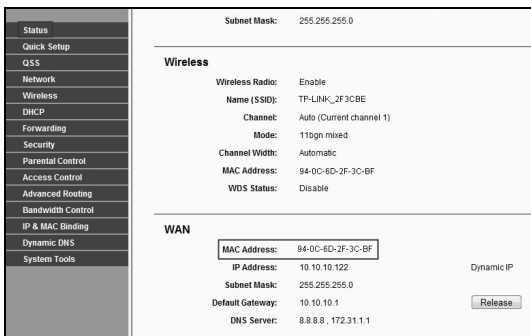 Status
Quick Setup
QSS
Network
Wireless
DHCP
Forwarding
Security
Parental Control
Access Control
Advanced Routing
Bandwidth Control
IP & MAC Binding
Dynamic DNS
System Tools
Subnet Mask: 255.255.255.0
Wireless
Wireless Radio: Enable
Name (SSID): TP-LINK_2F3CBE
Channel: Auto (Current channel 1)
Mode: 11bgn mixed
Channel Width: Automatic
MAC Address: 94-0C-6D-2F-3C-BF
WDS Status: Disable
WAN
MAC Address: 94-0C-6D-2F-3C-BF
IP Address: 10.10.10.122 Dynamic IP
Subnet Mask: 255.255.255.0
Default Gateway: 10.10.10.1 Release
DNS Server: 8.8.8.8 , 172.31.1.1